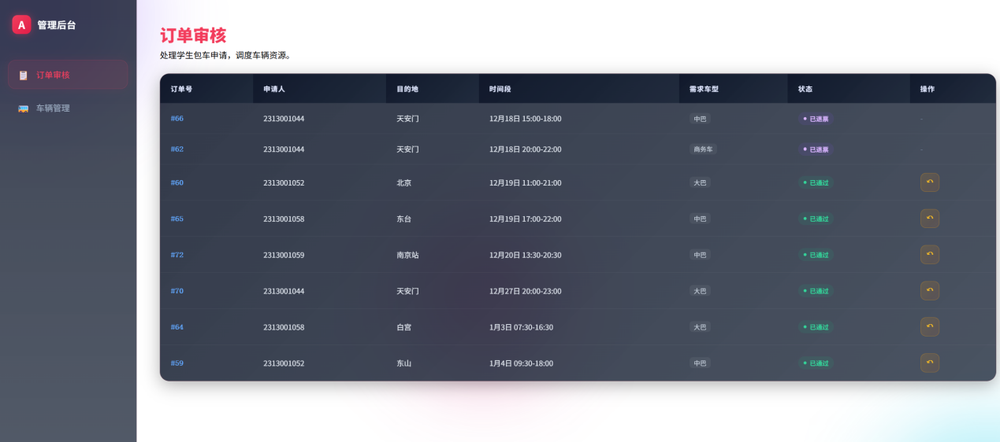 A 管理后台
订单审核
车辆管理
订单审核
处理学生包车申请，调度车辆资源。
订单号 申请人 目的地 时间段 需求车型 状态 操作
#66 2313001044 天安门 12月18日 15:00-18:00 中巴 已退票 -
#62 2313001044 天安门 12月18日 20:00-22:00 商务车 已退票 -
#60 2313001052 北京 12月19日 11:00-21:00 大巴 已通过
#65 2313001058 东台 12月19日 17:00-22:00 中巴 已通过
#72 2313001059 南京站 12月20日 13:30-20:30 中巴 已通过
#70 2313001044 天安门 12月27日 20:00-23:00 大巴 已通过
#64 2313001058 白宫 1月3日 07:30-16:30 大巴 已通过
#59 2313001052 东山 1月4日 09:30-18:00 中巴 已通过